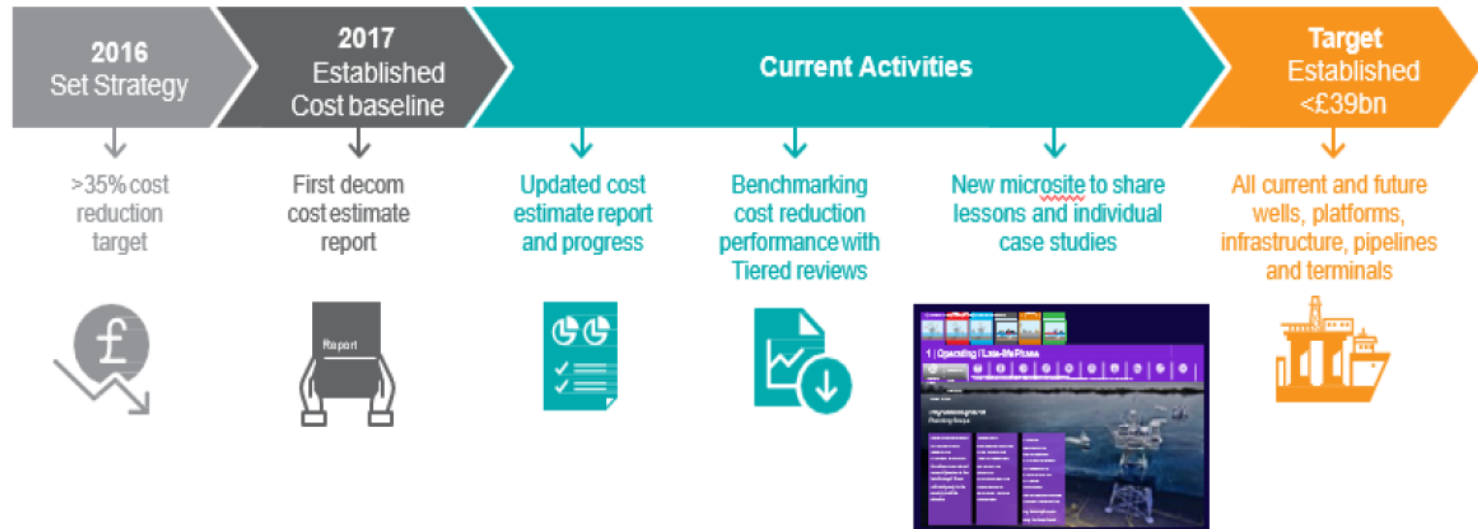 2016
Set Strategy
2017
Established
Cost baseline
Current Activities
Target
Established
<£39bn
>35% cost
reduction
target
First decom
cost estimate
report
Updated cost
estimate report
and progress
Benchmarking
cost reduction
performance with
Tiered reviews
New microsite to share
lessons and individual
case studies
All current and future
wells, platforms,
infrastructure, pipelines
and terminals
£
Report
1 | Operating / Late-life Phase